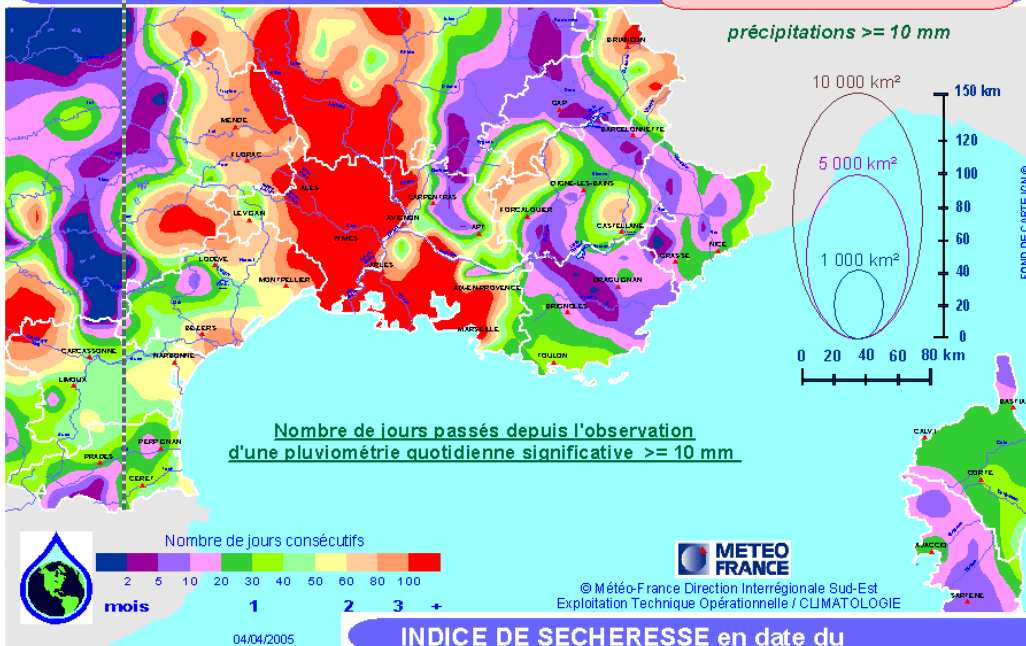 précipitations >= 10 mm
10 000 km²
150 km
120
5 000 km²
100
80
60
1 000 km²
40
20
0
0 20 40 60 80 km
FOND DE CARTE IGN ©
BRIANCON
GAP
BARCELONNETTE
MENDE
FLORAC
ALES
CARPENTRAS
DIGNE-LES-BAINS
FORCALQUIER
LEVIGAN
AVIGNON
APT
CASTELLANE
NIMES
NICE
GRASSE
LODEVE
ARLES
MONTPELLIER
AIX-EN-PROVENCE
DRAGUIGNAN
BRIGNOLES
BEZIERS
MARSEILLE
CARCASSONNE
NARBONNE
TOULON
LIMOUX
BASTIA
CALVI
PERPIGNAN
PRADES
CORTE
CERET
AJACCIO
SARTENE
Nombre de jours passés depuis l'observation
d'une pluviométrie quotidienne significative >= 10 mm
Nombre de jours consécutifs
2 5 10 20 30 40 50 60 80 100
mois 1 2 3 +
METEO
FRANCE
© Météo-France Direction Interrégionale Sud-Est
Exploitation Technique Opérationnelle / CLIMATOLOGIE
04/04/2005
INDICE DE SECHERESSE en date du